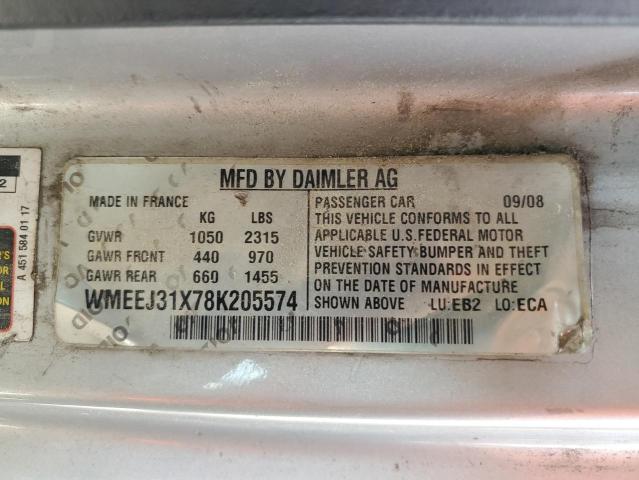 MFD BY DAIMLER AG
MADE IN FRANCE
KG LBS
GVWR 1050 2315
GAWR FRONT 440 970
GAWR REAR 660 1455
WMEEJ31X78K205574
PASSENGER CAR 09/08
THIS VEHICLE CONFORMS TO ALL
APPLICABLE U.S.FEDERAL MOTOR
VEHICLE SAFETY BUMPER AND THEFT
PREVENTION STANDARDS IN EFFECT
ON THE DATE OF MANUFACTURE
SHOWN ABOVE LU:EB2 LO:ECA
A 451 584 01 17